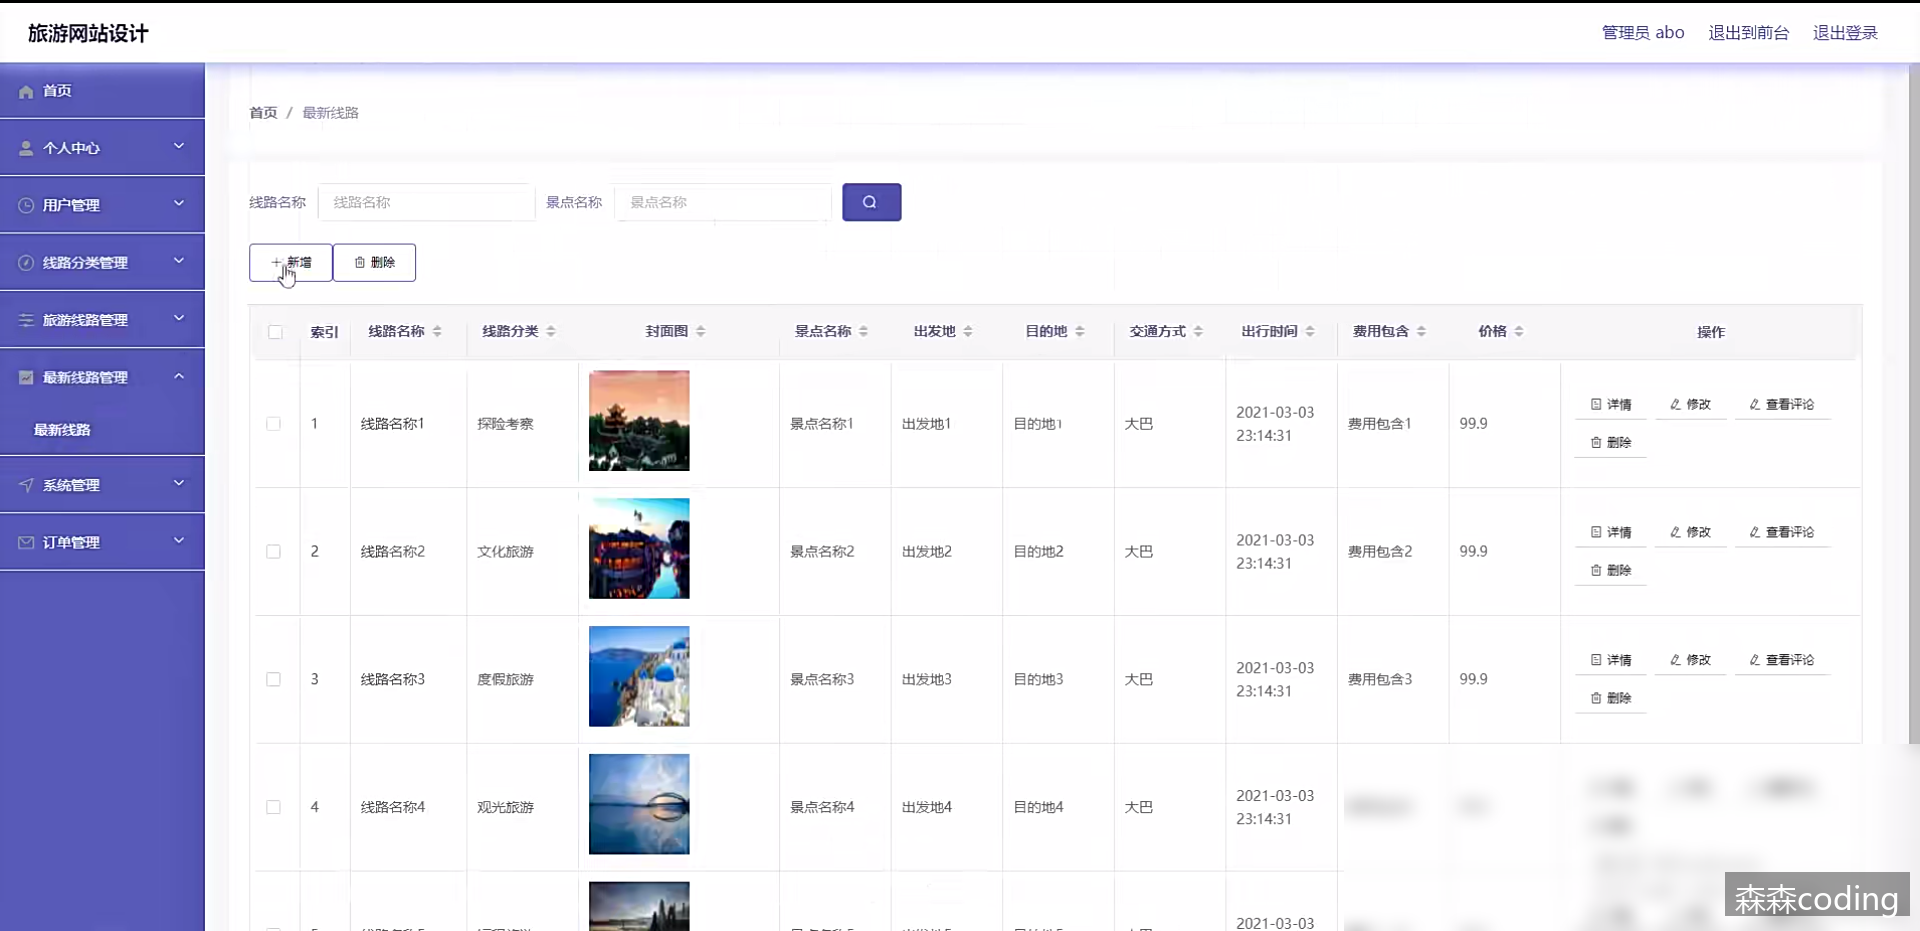 旅游网站设计
管理员 abo 退出到前台 退出登录
首页
个人中心
用户管理
线路分类管理
旅游线路管理
最新线路管理
最新线路
系统管理
订单管理
首页 / 最新线路
线路名称 线路名称 景点名称 景点名称
新增 删除
索引 线路名称 线路分类 封面图 景点名称 出发地 目的地 交通方式 出行时间 费用包含 价格 操作
1 线路名称1 探险考察 景点名称1 出发地1 目的地1 大巴 2021-03-03 23:14:31 费用包含1 99.9 详情 修改 查看评论 删除
2 线路名称2 文化旅游 景点名称2 出发地2 目的地2 大巴 2021-03-03 23:14:31 费用包含2 99.9 详情 修改 查看评论 删除
3 线路名称3 度假旅游 景点名称3 出发地3 目的地3 大巴 2021-03-03 23:14:31 费用包含3 99.9 详情 修改 查看评论 删除
4 线路名称4 观光旅游 景点名称4 出发地4 目的地4 大巴 2021-03-03 23:14:31
2021-03-03
森森coding